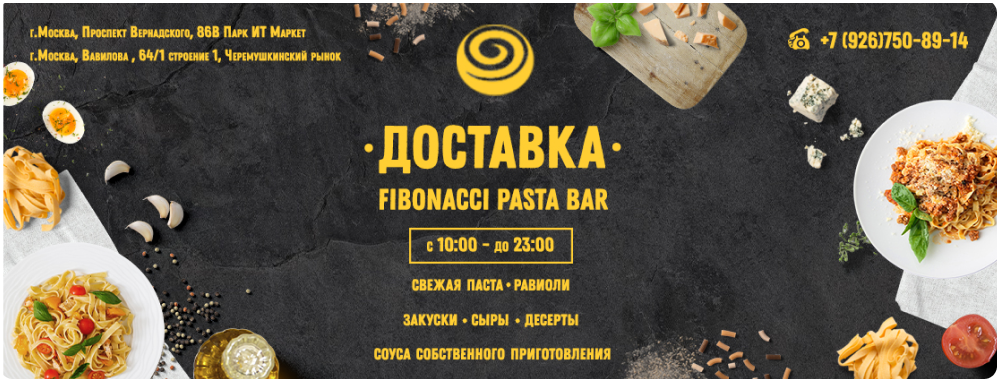 г.Москва, Проспект Вернадского, 86В Парк ИТ Маркет
г.Москва, Вавилова , 64/1 строение 1, Черемушкинский рынок
+7 (926)750-89-14
•ДОСТАВКА•
FIBONACCI PASTA BAR
с 10:00 - до 23:00
СВЕЖАЯ ПАСТА • РАВИОЛИ
ЗАКУСКИ • СЫРЫ • ДЕСЕРТЫ
СОУСА СОБСТВЕННОГО ПРИГОТОВЛЕНИЯ